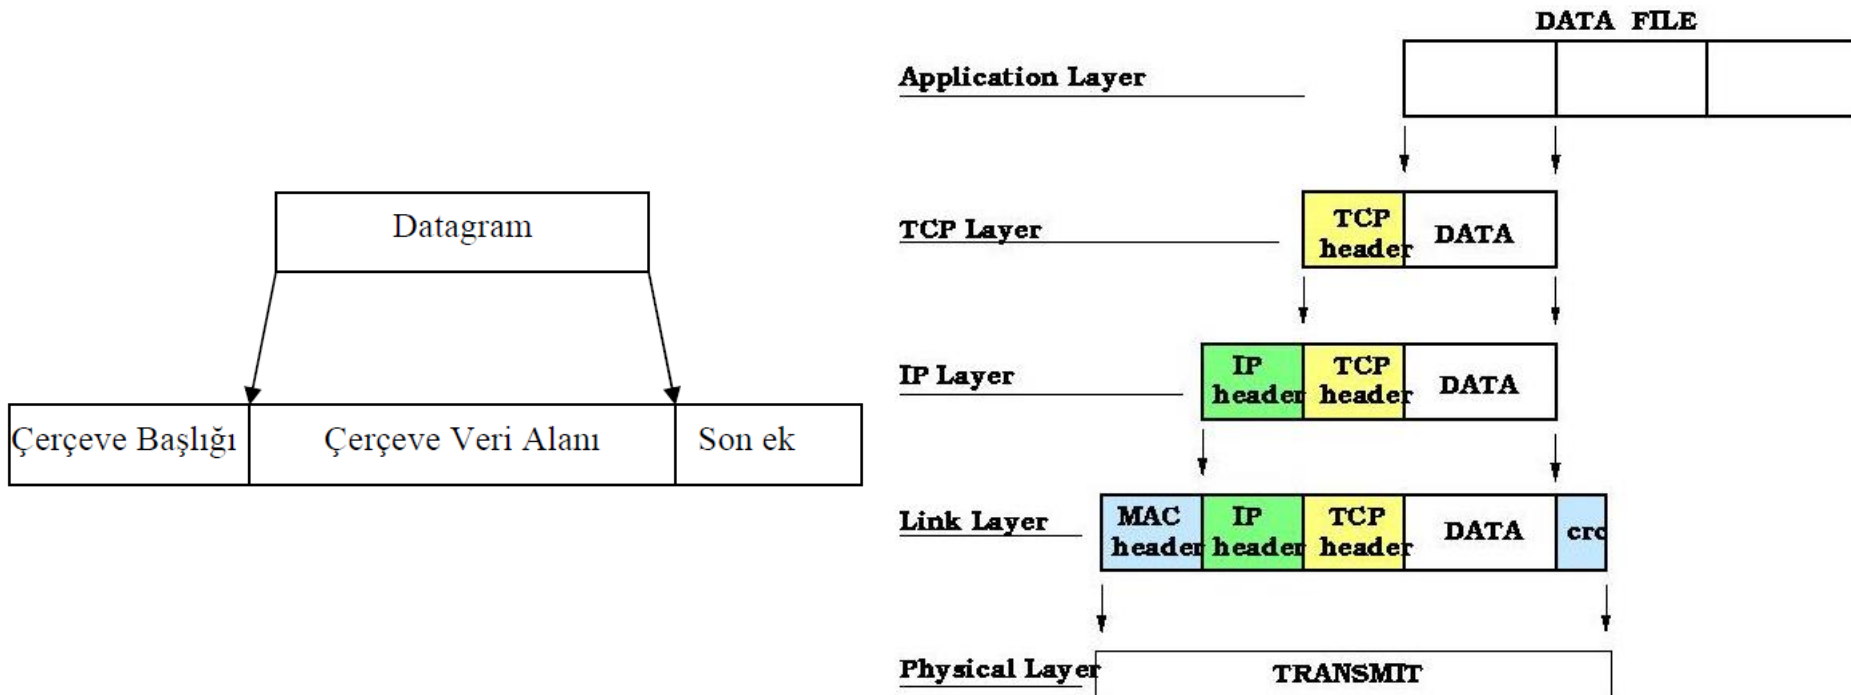 Datagram
Çerçeve Başlığı
Çerçeve Veri Alanı
Son ek
DATA FILE
Application Layer
TCP Layer
TCP
header
DATA
IP Layer
IP
header
TCP
header
DATA
Link Layer
MAC
header
IP
header
TCP
header
DATA
crc
Physical Layer
TRANSMIT